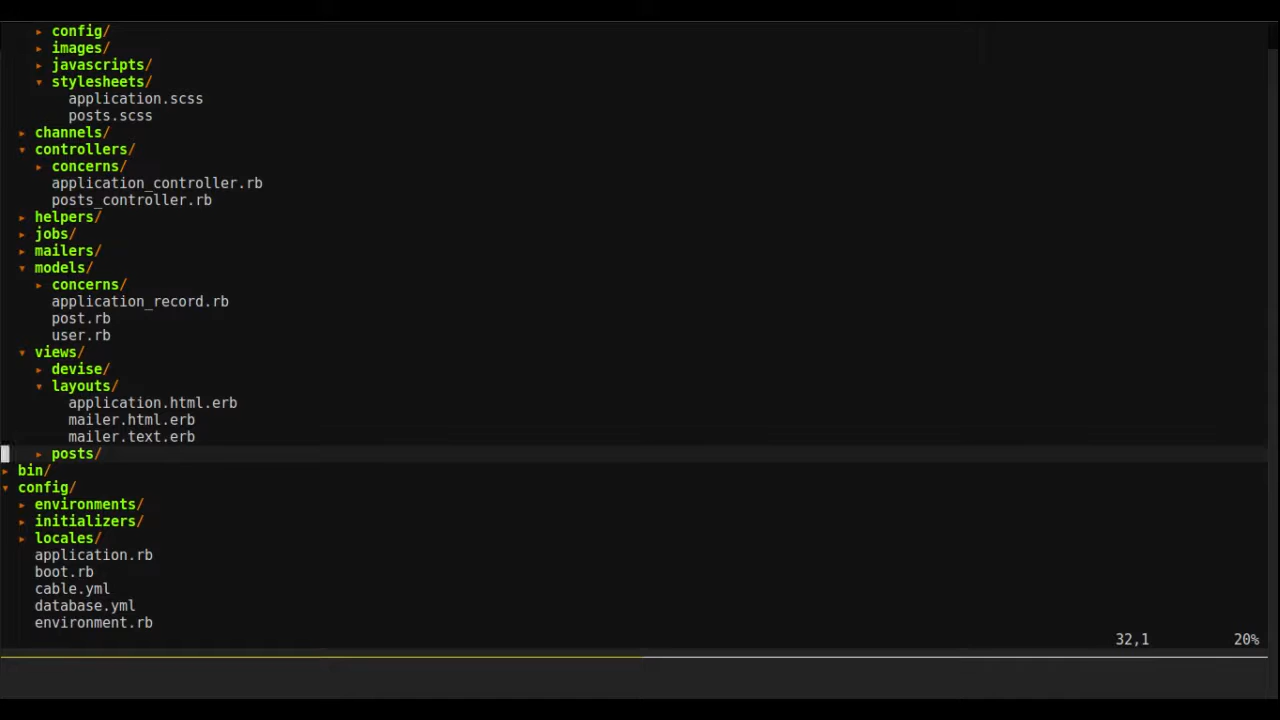 ▸ config/
▸ images/
▸ javascripts/
▾ stylesheets/
application.scss
posts.scss
▸ channels/
▾ controllers/
▸ concerns/
application_controller.rb
posts_controller.rb
▸ helpers/
▸ jobs/
▸ mailers/
▾ models/
▸ concerns/
application_record.rb
post.rb
user.rb
▾ views/
▸ devise/
▾ layouts/
application.html.erb
mailer.html.erb
mailer.text.erb
▸ posts/
▸ bin/
▾ config/
▸ environments/
▸ initializers/
▸ locales/
application.rb
boot.rb
cable.yml
database.yml
environment.rb
32,1 20%